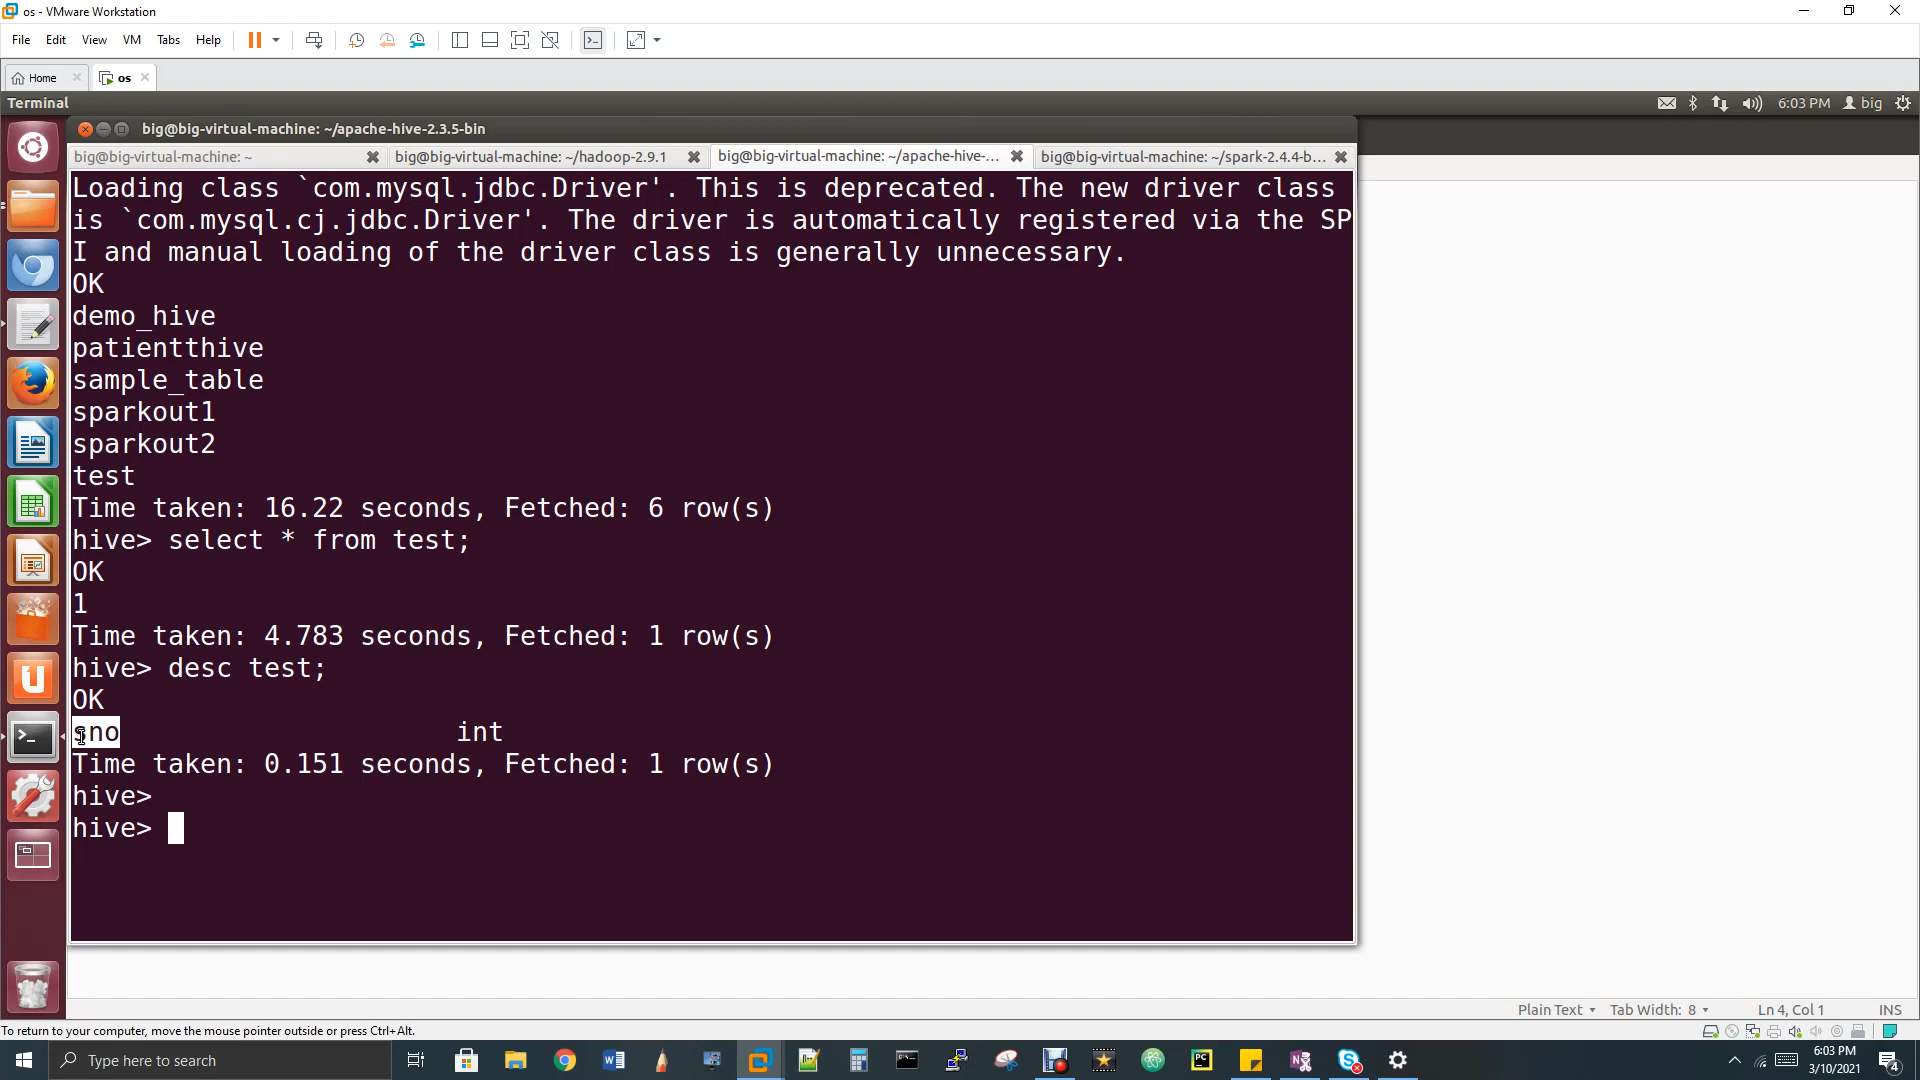 os - VMware Workstation
File Edit View VM Tabs Help
Home os
Terminal 6:03 PM big
big@big-virtual-machine: ~/apache-hive-2.3.5-bin
big@big-virtual-machine: ~ big@big-virtual-machine: ~/hadoop-2.9.1 big@big-virtual-machine: ~/apache-hive-... big@big-virtual-machine: ~/spark-2.4.4-b...
Loading class `com.mysql.jdbc.Driver'. This is deprecated. The new driver class
is `com.mysql.cj.jdbc.Driver'. The driver is automatically registered via the SP
I and manual loading of the driver class is generally unnecessary.
OK
demo_hive
patientthive
sample_table
sparkout1
sparkout2
test
Time taken: 16.22 seconds, Fetched: 6 row(s)
hive> select * from test;
OK
1
Time taken: 4.783 seconds, Fetched: 1 row(s)
hive> desc test;
OK
sno int
Time taken: 0.151 seconds, Fetched: 1 row(s)
hive>
hive>
Plain Text Tab Width: 8 Ln 4, Col 1 INS
To return to your computer, move the mouse pointer outside or press Ctrl+Alt.
Type here to search
6:03 PM
3/10/2021
4